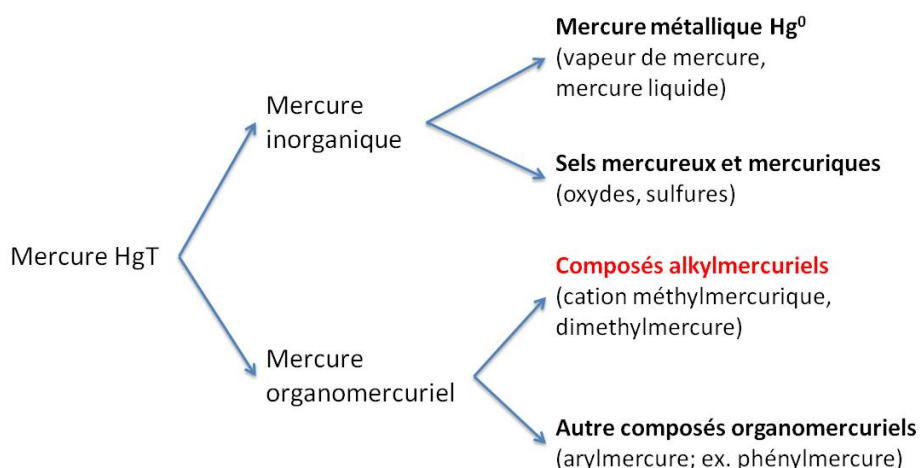 Mercure métallique Hg⁰
(vapeur de mercure,
mercure liquide)
Mercure
inorganique
Sels mercureux et mercuriques
(oxydes, sulfures)
Mercure HgT
Composés alkylmercuriels
(cation méthylmercurique,
dimethylmercure)
Mercure
organomercuriel
Autre composés organomercuriels
(arylmercure; ex. phénylmercure)